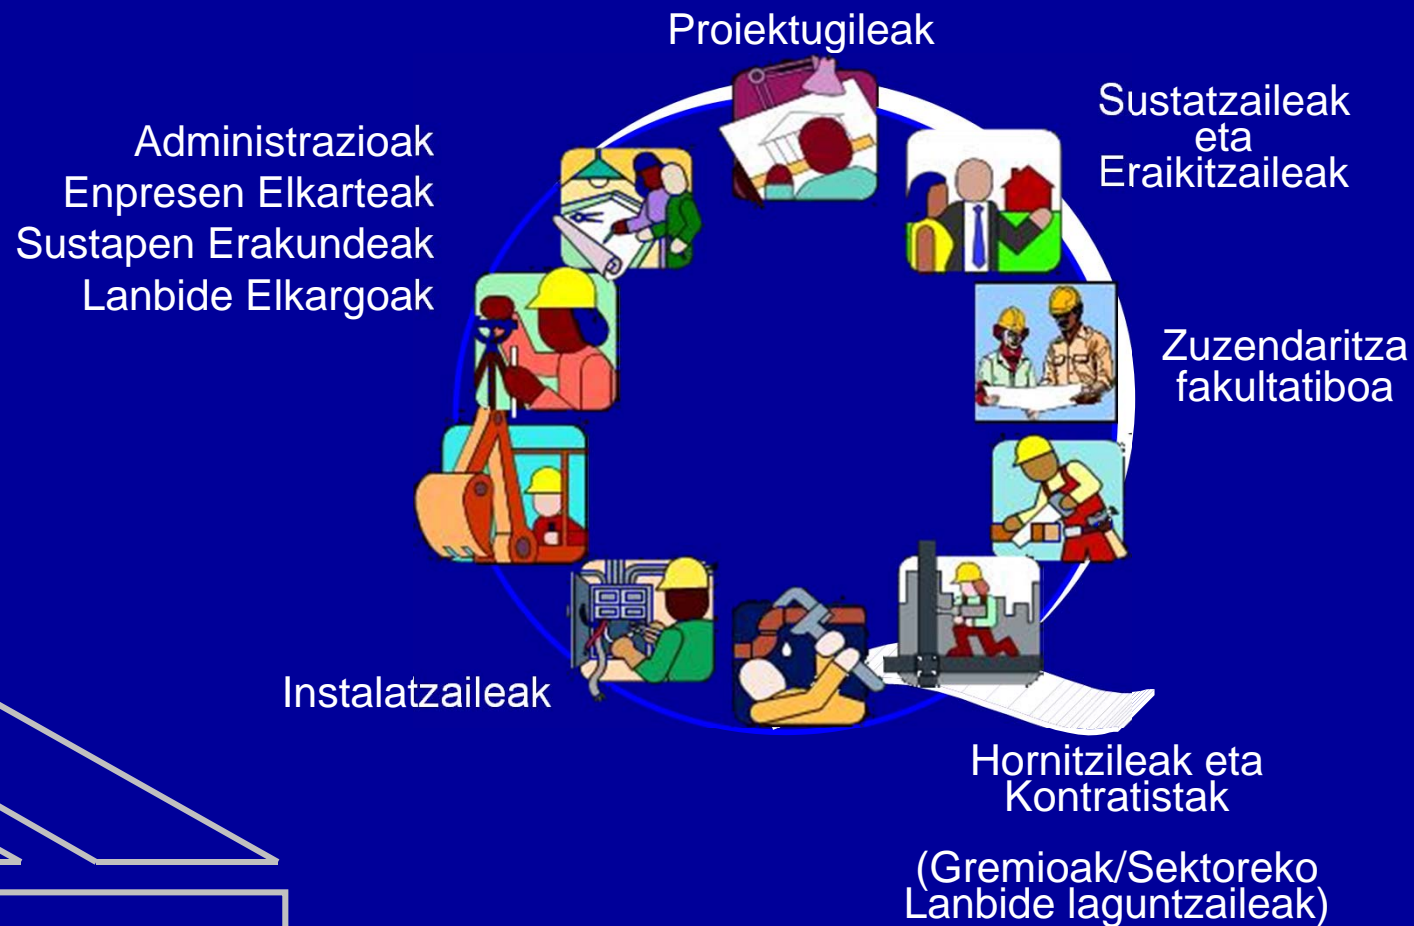 Proiektugileak
Sustatzaileak
eta
Eraikitzaileak
Administrazioak
Enpresen Elkarteak
Sustapen Erakundeak
Lanbide Elkargoak
Zuzendaritza
fakultatiboa
Instalatzaileak
Hornitzileak eta
Kontratistak
(Gremioak/Sektoreko
Lanbide laguntzaileak)